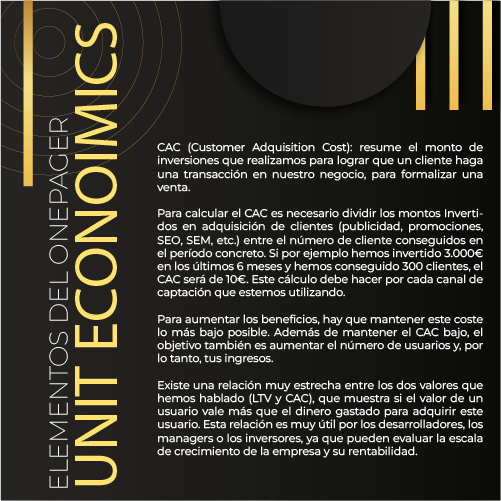 ELEMENTOS DEL ONEPAGER
UNIT ECONOIMICS
CAC (Customer Adquisition Cost): resume el monto de
inversiones que realizamos para lograr que un cliente haga
una transacción en nuestro negocio, para formalizar una
venta.
Para calcular el CAC es necesario dividir los montos Inverti-
dos en adquisición de clientes (publicidad, promociones,
SEO, SEM, etc.) entre el número de cliente conseguidos en
el período concreto. Si por ejemplo hemos invertido 3.000€
en los últimos 6 meses y hemos conseguido 300 clientes, el
CAC será de 10€. Este cálculo debe hacer por cada canal de
captación que estemos utilizando.
Para aumentar los beneficios, hay que mantener este coste
lo más bajo posible. Además de mantener el CAC bajo, el
objetivo también es aumentar el número de usuarios y, por
lo tanto, tus ingresos.
Existe una relación muy estrecha entre los dos valores que
hemos hablado (LTV y CAC), que muestra si el valor de un
usuario vale más que el dinero gastado para adquirir este
usuario. Esta relación es muy útil por los desarrolladores, los
managers o los inversores, ya que pueden evaluar la escala
de crecimiento de la empresa y su rentabilidad.